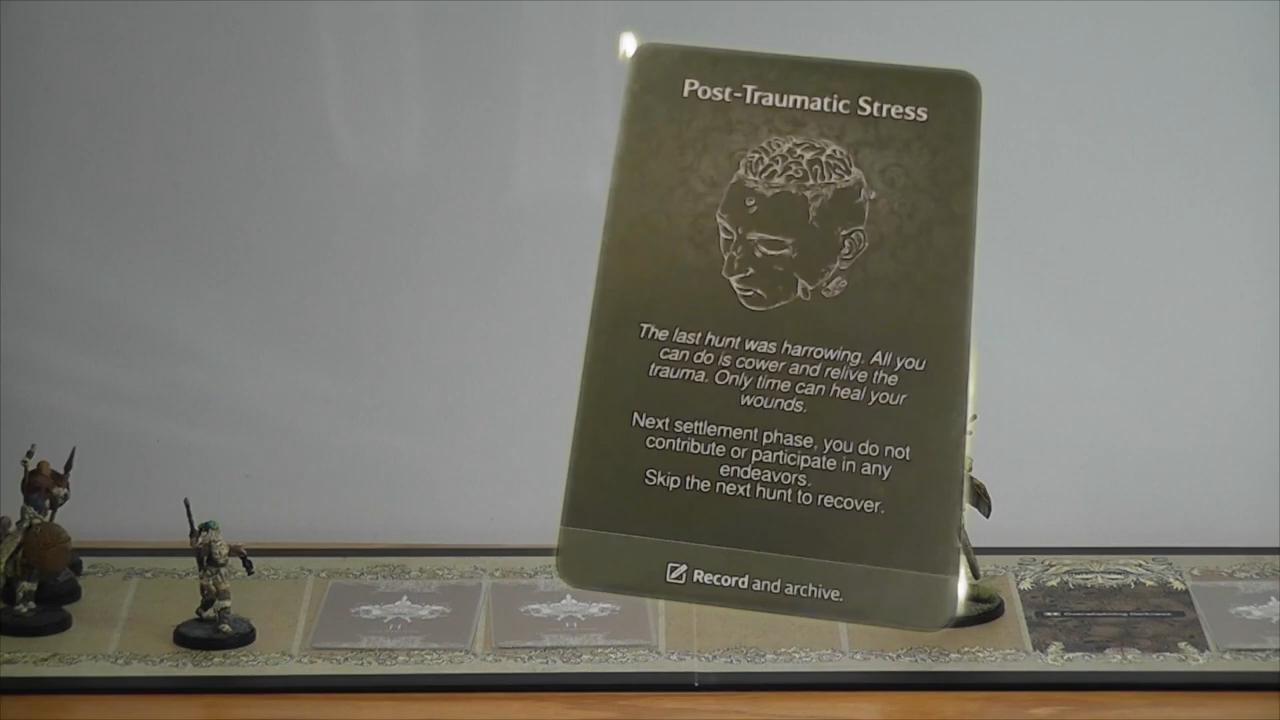 Post-Traumatic Stress
The last hunt was harrowing. All you
can do is cower and relive the
trauma. Only time can heal your
wounds.
Next settlement phase, you do not
contribute or participate in any
endeavors.
Skip the next hunt to recover.
Record and archive.